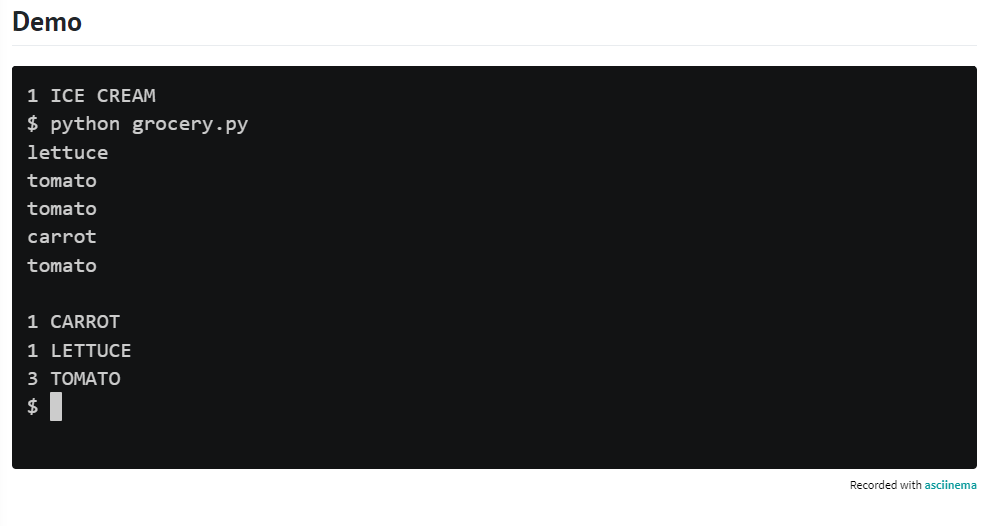 Demo
1 ICE CREAM
$ python grocery.py
lettuce
tomato
tomato
carrot
tomato
1 CARROT
1 LETTUCE
3 TOMATO
$
Recorded with asciinema